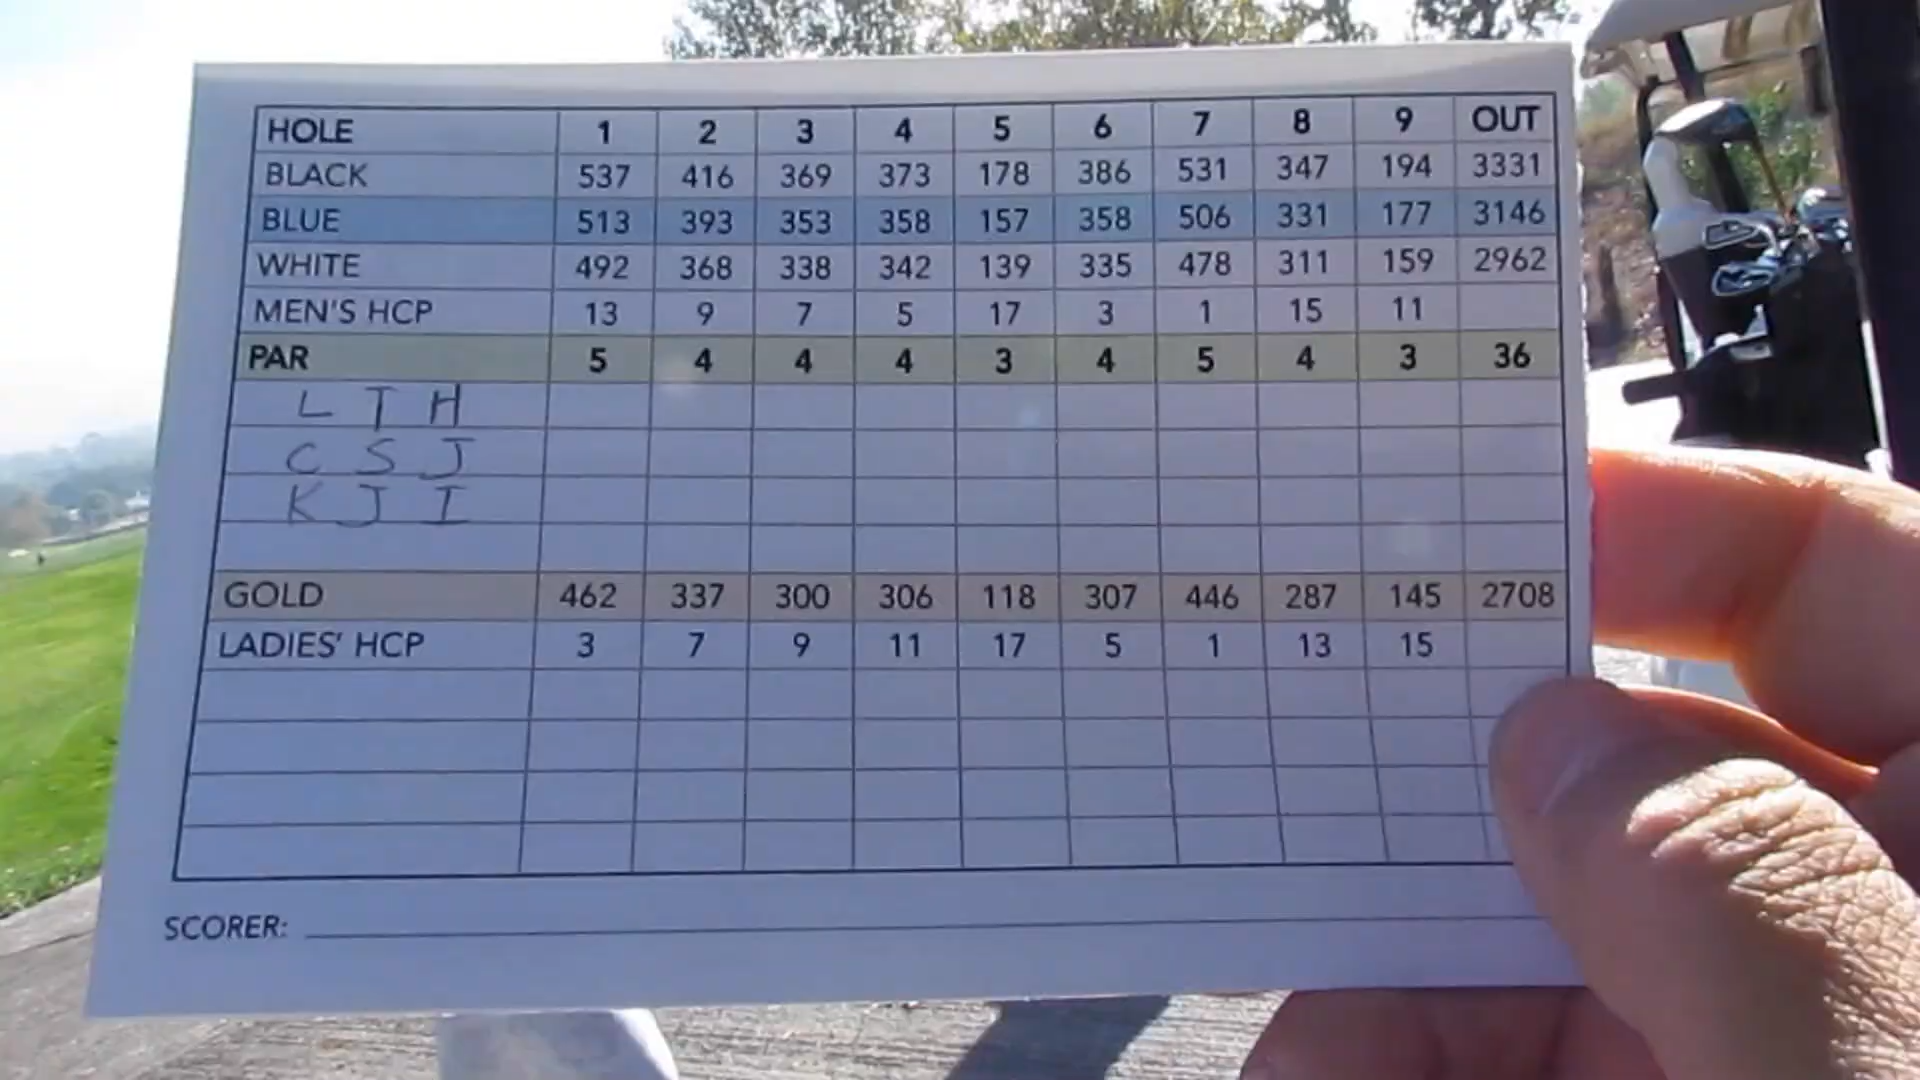 HOLE 1 2 3 4 5 6 7 8 9 OUT
BLACK 537 416 369 373 178 386 531 347 194 3331
BLUE 513 393 353 358 157 358 506 331 177 3146
WHITE 492 368 338 342 139 335 478 311 159 2962
MEN'S HCP 13 9 7 5 17 3 1 15 11
PAR 5 4 4 4 3 4 5 4 3 36
L T H
C S J
K J I
GOLD 462 337 300 306 118 307 446 287 145 2708
LADIES' HCP 3 7 9 11 17 5 1 13 15
SCORER: